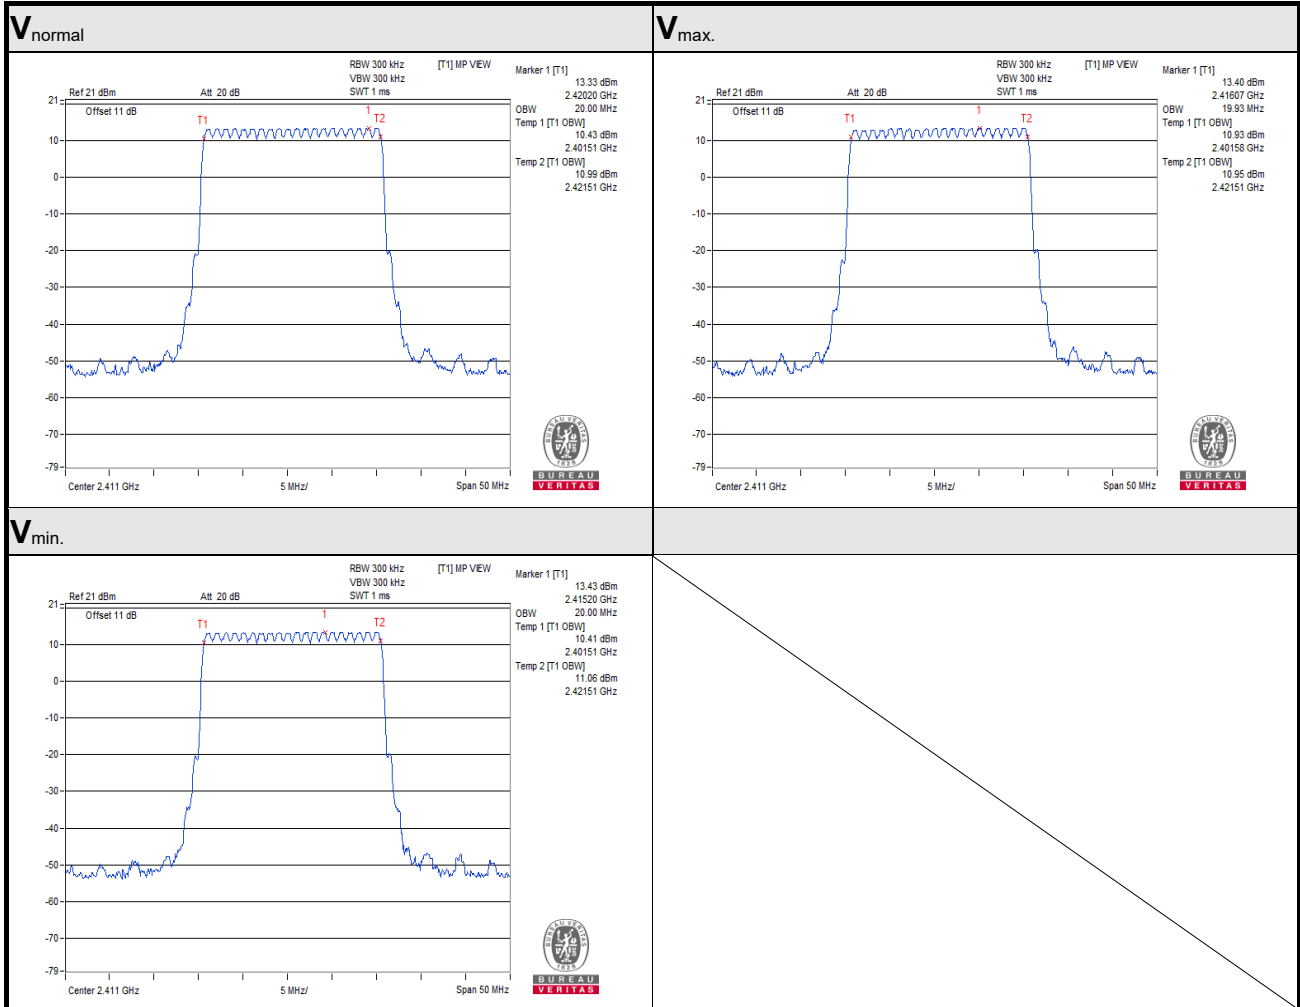 Vnormal
RBW 300 kHz [T1] MP VIEW
VBW 300 kHz
Ref 21 dBm Att 20 dB SWT 1 ms
Marker 1 [T1]
13.33 dBm
2.42020 GHz
OBW 20.00 MHz
Temp 1 [T1 OBW]
10.43 dBm
2.40151 GHz
Temp 2 [T1 OBW]
10.99 dBm
2.42151 GHz
Offset 11 dB
T1
1
T2
21
10
0
-10
-20
-30
-40
-50
-60
-70
-79
Center 2.411 GHz 5 MHz/ Span 50 MHz
BUREAU VERITAS
1828
BUREAU
VERITAS
Vmax.
RBW 300 kHz [T1] MP VIEW
VBW 300 kHz
Ref 21 dBm Att 20 dB SWT 1 ms
Marker 1 [T1]
13.40 dBm
2.41607 GHz
OBW 19.93 MHz
Temp 1 [T1 OBW]
10.93 dBm
2.40158 GHz
Temp 2 [T1 OBW]
10.95 dBm
2.42151 GHz
Offset 11 dB
T1
1
T2
21
10
0
-10
-20
-30
-40
-50
-60
-70
-79
Center 2.411 GHz 5 MHz/ Span 50 MHz
BUREAU VERITAS
1828
BUREAU
VERITAS
Vmin.
RBW 300 kHz [T1] MP VIEW
VBW 300 kHz
Ref 21 dBm Att 20 dB SWT 1 ms
Marker 1 [T1]
13.43 dBm
2.41520 GHz
OBW 20.00 MHz
Temp 1 [T1 OBW]
10.41 dBm
2.40151 GHz
Temp 2 [T1 OBW]
11.06 dBm
2.42151 GHz
Offset 11 dB
T1
1
T2
21
10
0
-10
-20
-30
-40
-50
-60
-70
-79
Center 2.411 GHz 5 MHz/ Span 50 MHz
BUREAU VERITAS
1828
BUREAU
VERITAS